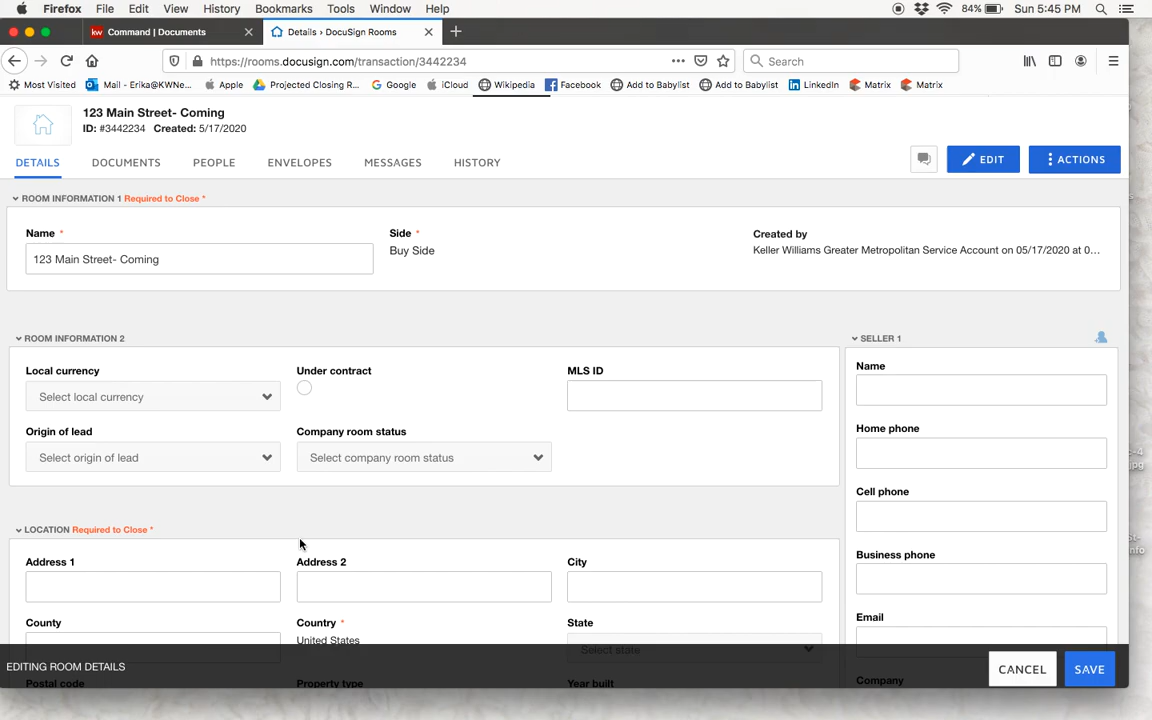 Firefox File Edit View History Bookmarks Tools Window Help 84% Sun 5:45 PM
kw Command | Documents Details › DocuSign Rooms
https://rooms.docusign.com/transaction/3442234 Search
Most Visited Mail - Erika@KWNe... Apple Projected Closing R... Google iCloud Wikipedia Facebook Add to Babylist Add to Babylist LinkedIn Matrix Matrix
123 Main Street- Coming
ID: #3442234 Created: 5/17/2020
DETAILS DOCUMENTS PEOPLE ENVELOPES MESSAGES HISTORY EDIT ACTIONS
ROOM INFORMATION 1 Required to Close *
Name * Side * Created by
123 Main Street- Coming Buy Side Keller Williams Greater Metropolitan Service Account on 05/17/2020 at 0...
ROOM INFORMATION 2 SELLER 1
Local currency Under contract MLS ID Name
Select local currency
Origin of lead Company room status Home phone
Select origin of lead Select company room status
Cell phone
LOCATION Required to Close *
Address 1 Address 2 City Business phone
County Country * State Email
United States Select state
EDITING ROOM DETAILS CANCEL SAVE
Postal code Property type Year built Company